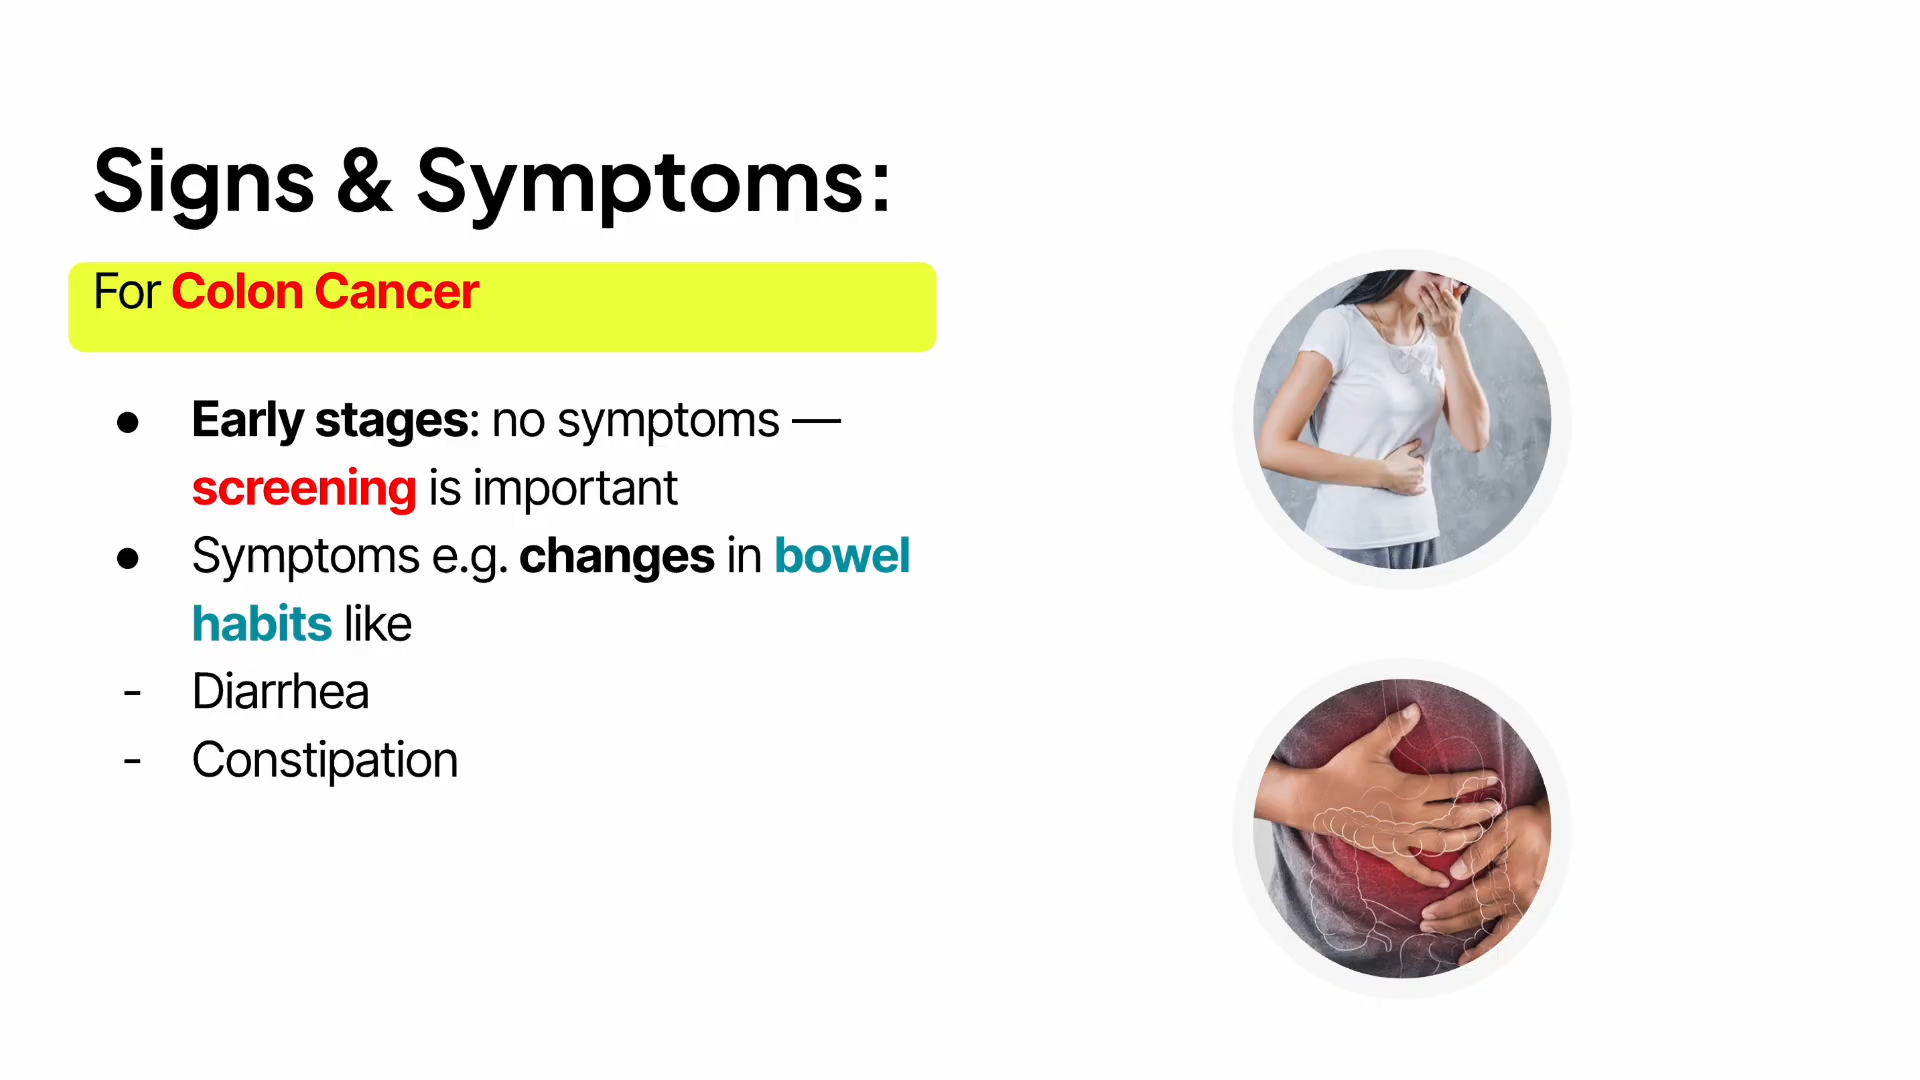 Signs & Symptoms:
For Colon Cancer
● Early stages: no symptoms —
screening is important
● Symptoms e.g. changes in bowel
habits like
- Diarrhea
- Constipation